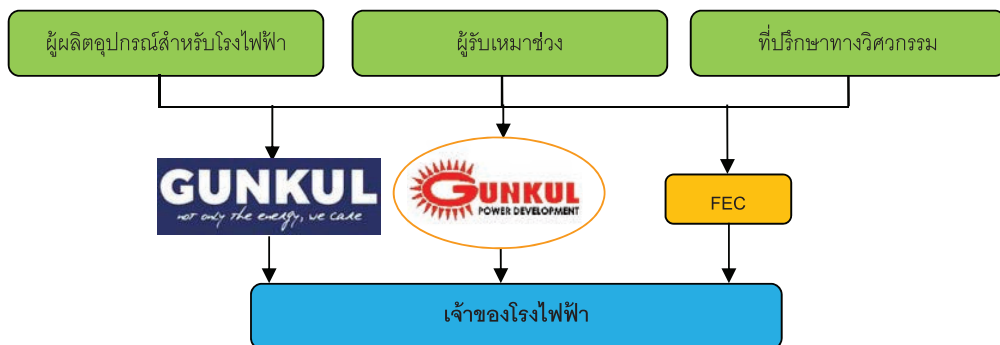 ผู้ผลิตอุปกรณ์สำหรับโรงไฟฟ้า
ผู้รับเหมาช่วง
ที่ปรึกษาทางวิศวกรรม
GUNKUL
not only the energy, we care
GUNKUL
POWER DEVELOPMENT
FEC
เจ้าของโรงไฟฟ้า